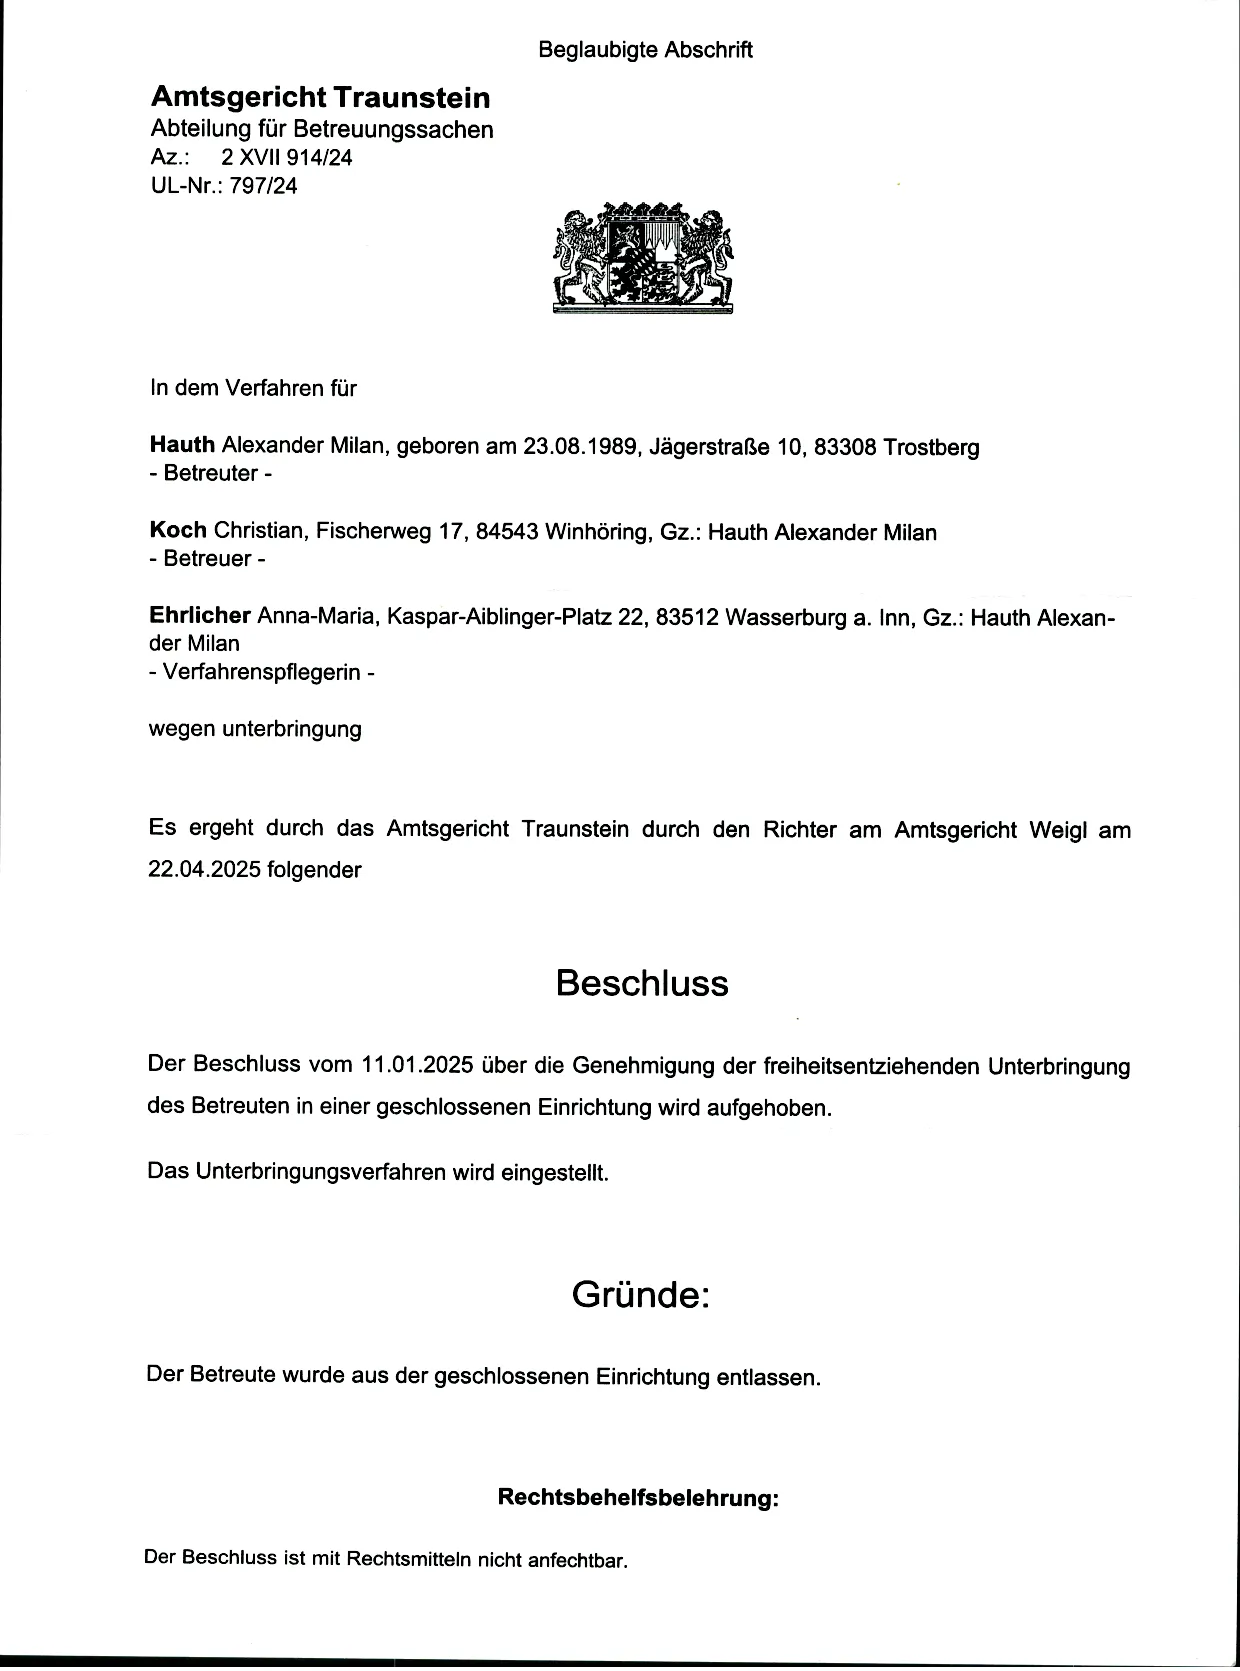 Beglaubigte Abschrift
Amtsgericht Traunstein
Abteilung für Betreuungssachen
Az.: 2 XVII 914/24
UL-Nr.: 797/24
In dem Verfahren für
Hauth Alexander Milan, geboren am 23.08.1989, Jägerstraße 10, 83308 Trostberg
- Betreuter -
Koch Christian, Fischerweg 17, 84543 Winhöring, Gz.: Hauth Alexander Milan
- Betreuer -
Ehrlicher Anna-Maria, Kaspar-Aiblinger-Platz 22, 83512 Wasserburg a. Inn, Gz.: Hauth Alexan-
der Milan
- Verfahrenspflegerin -
wegen unterbringung
Es ergeht durch das Amtsgericht Traunstein durch den Richter am Amtsgericht Weigl am
22.04.2025 folgender
Beschluss
Der Beschluss vom 11.01.2025 über die Genehmigung der freiheitsentziehenden Unterbringung
des Betreuten in einer geschlossenen Einrichtung wird aufgehoben.
Das Unterbringungsverfahren wird eingestellt.
Gründe:
Der Betreute wurde aus der geschlossenen Einrichtung entlassen.
Rechtsbehelfsbelehrung:
Der Beschluss ist mit Rechtsmitteln nicht anfechtbar.